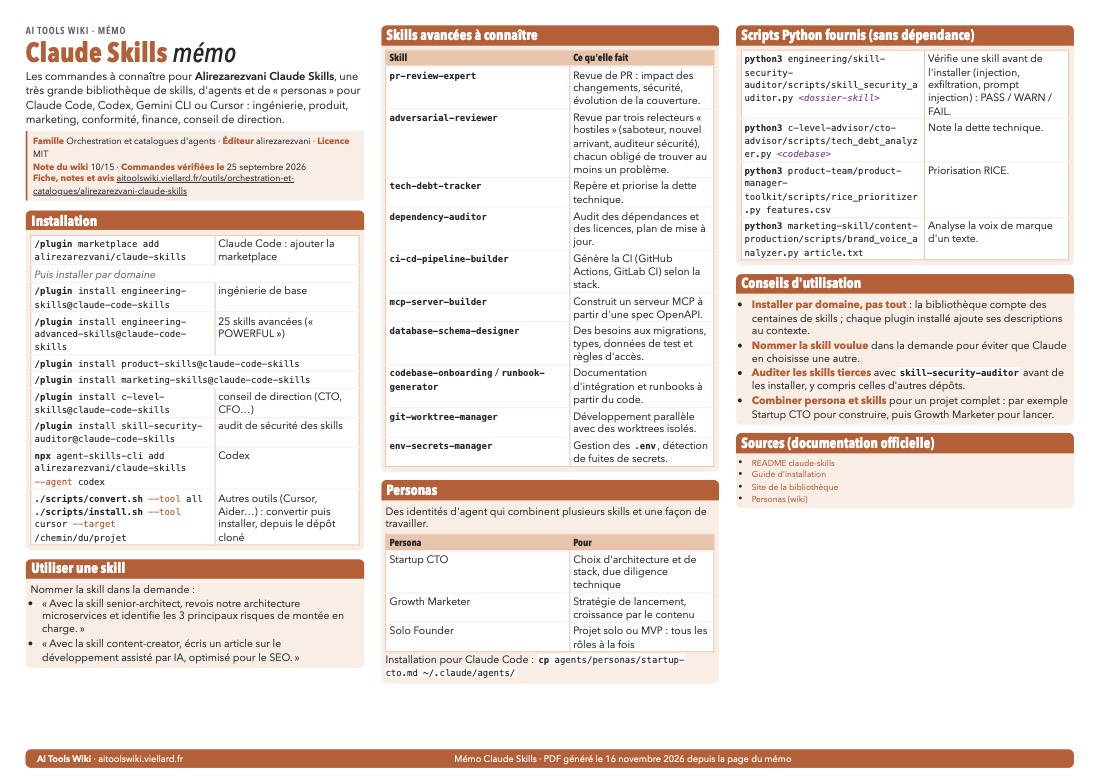 AI TOOLS WIKI · MÉMO
Claude Skills mémo
Les commandes à connaître pour Alirezarezvani Claude Skills, une
très grande bibliothèque de skills, d'agents et de « personas » pour
Claude Code, Codex, Gemini CLI ou Cursor : ingénierie, produit,
marketing, conformité, finance, conseil de direction.
Famille Orchestration et catalogues d'agents · Éditeur alirezarezvani · Licence
MIT
Note du wiki 10/15 · Commandes vérifiées le 25 septembre 2026
Fiche, notes et avis aitoolswiki.viellard.fr/outils/orchestration-et-
catalogues/alirezarezvani-claude-skills
Installation
/plugin marketplace add
alirezarezvani/claude-skills
Claude Code : ajouter la
marketplace
Puis installer par domaine
/plugin install engineering-
skills@claude-code-skills
ingénierie de base
/plugin install engineering-
advanced-skills@claude-code-
skills
25 skills avancées («
POWERFUL »)
/plugin install product-skills@claude-code-skills
/plugin install marketing-skills@claude-code-skills
/plugin install c-level-
skills@claude-code-skills
conseil de direction (CTO,
CFO…)
/plugin install skill-security-
auditor@claude-code-skills
audit de sécurité des skills
npx agent-skills-cli add
alirezarezvani/claude-skills
--agent codex
Codex
./scripts/convert.sh --tool all
./scripts/install.sh --tool
cursor --target
/chemin/du/projet
Autres outils (Cursor,
Aider…) : convertir puis
installer, depuis le dépôt
cloné
Utiliser une skill
Nommer la skill dans la demande :
• « Avec la skill senior-architect, revois notre architecture
microservices et identifie les 3 principaux risques de montée en
charge. »
• « Avec la skill content-creator, écris un article sur le
développement assisté par IA, optimisé pour le SEO. »
Skills avancées à connaître
Skill
Ce qu'elle fait
pr-review-expert
Revue de PR : impact des
changements, sécurité,
évolution de la couverture.
adversarial-reviewer
Revue par trois relecteurs «
hostiles » (saboteur, nouvel
arrivant, auditeur sécurité),
chacun obligé de trouver au
moins un problème.
tech-debt-tracker
Repère et priorise la dette
technique.
dependency-auditor
Audit des dépendances et
des licences, plan de mise à
jour.
ci-cd-pipeline-builder
Génère la CI (GitHub
Actions, GitLab CI) selon la
stack.
mcp-server-builder
Construit un serveur MCP à
partir d'une spec OpenAPI.
database-schema-designer
Des besoins aux migrations,
types, données de test et
règles d'accès.
codebase-onboarding / runbook-
generator
Documentation
d'intégration et runbooks à
partir du code.
git-worktree-manager
Développement parallèle
avec des worktrees isolés.
env-secrets-manager
Gestion des .env, détection
de fuites de secrets.
Personas
Des identités d'agent qui combinent plusieurs skills et une façon de
travailler.
Persona
Pour
Startup CTO
Choix d'architecture et de
stack, due diligence
technique
Growth Marketer
Stratégie de lancement,
croissance par le contenu
Solo Founder
Projet solo ou MVP : tous les
rôles à la fois
Installation pour Claude Code : cp agents/personas/startup-
cto.md ~/.claude/agents/
Scripts Python fournis (sans dépendance)
python3 engineering/skill-
security-
auditor/scripts/skill_security_a
uditor.py <dossier-skill>
Vérifie une skill avant de
l'installer (injection,
exfiltration, prompt
injection) : PASS / WARN /
FAIL.
python3 c-level-advisor/cto-
advisor/scripts/tech_debt_analyz
er.py <codebase>
Note la dette technique.
python3 product-team/product-
manager-
toolkit/scripts/rice_prioritizer
.py features.csv
Priorisation RICE.
python3 marketing-skill/content-
production/scripts/brand_voice_a
nalyzer.py article.txt
Analyse la voix de marque
d'un texte.
Conseils d'utilisation
• Installer par domaine, pas tout : la bibliothèque compte des
centaines de skills ; chaque plugin installé ajoute ses descriptions
au contexte.
• Nommer la skill voulue dans la demande pour éviter que Claude
en choisisse une autre.
• Auditer les skills tierces avec skill-security-auditor avant de
les installer, y compris celles d'autres dépôts.
• Combiner persona et skills pour un projet complet : par exemple
Startup CTO pour construire, puis Growth Marketer pour lancer.
Sources (documentation officielle)
• README claude-skills
• Guide d'installation
• Site de la bibliothèque
• Personas (wiki)
AI Tools Wiki · aitoolswiki.viellard.fr
Mémo Claude Skills · PDF généré le 16 novembre 2026 depuis la page du mémo